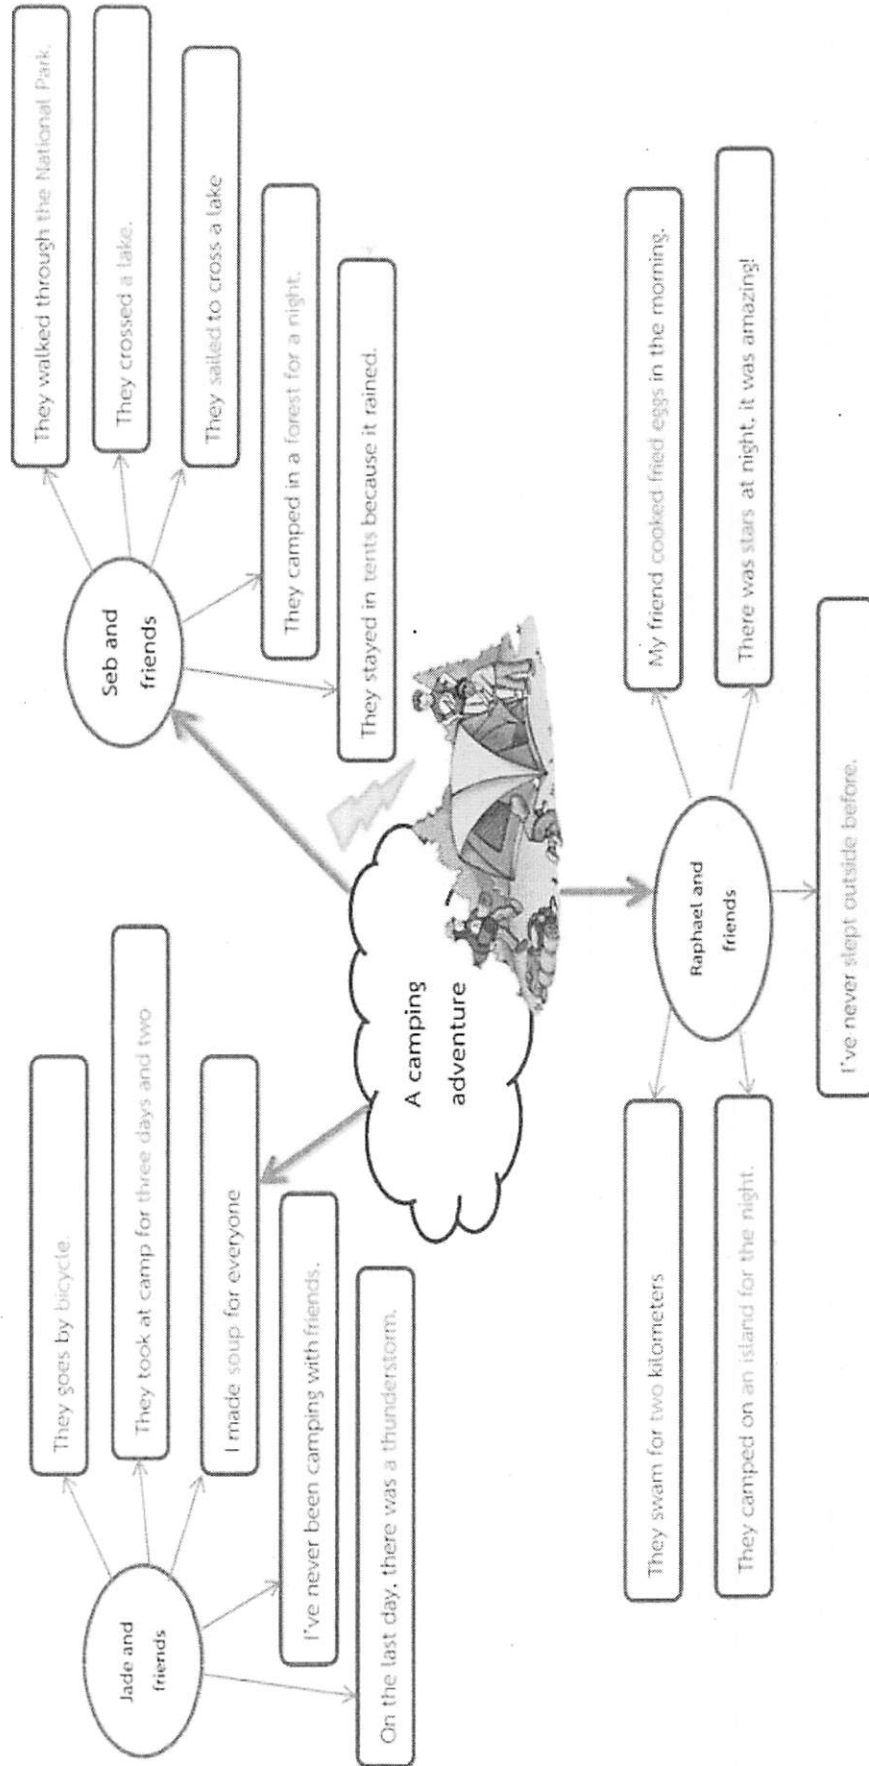 Jade and
friends
They goes by bicycle.
They took at camp for three days and two
I made soup for everyone
I've never been camping with friends.
On the last day, there was a thunderstorm.
A camping
adventure
Seb and
friends
They walked through the National Park.
They crossed a lake.
They sailed to cross a lake
They camped in a forest for a night.
They stayed in tents because it rained.
Raphael and
friends
They swam for two kilometers
They camped on an island for the night.
I've never slept outside before.
My friend cooked fried eggs in the morning.
There was stars at night, it was amazing!